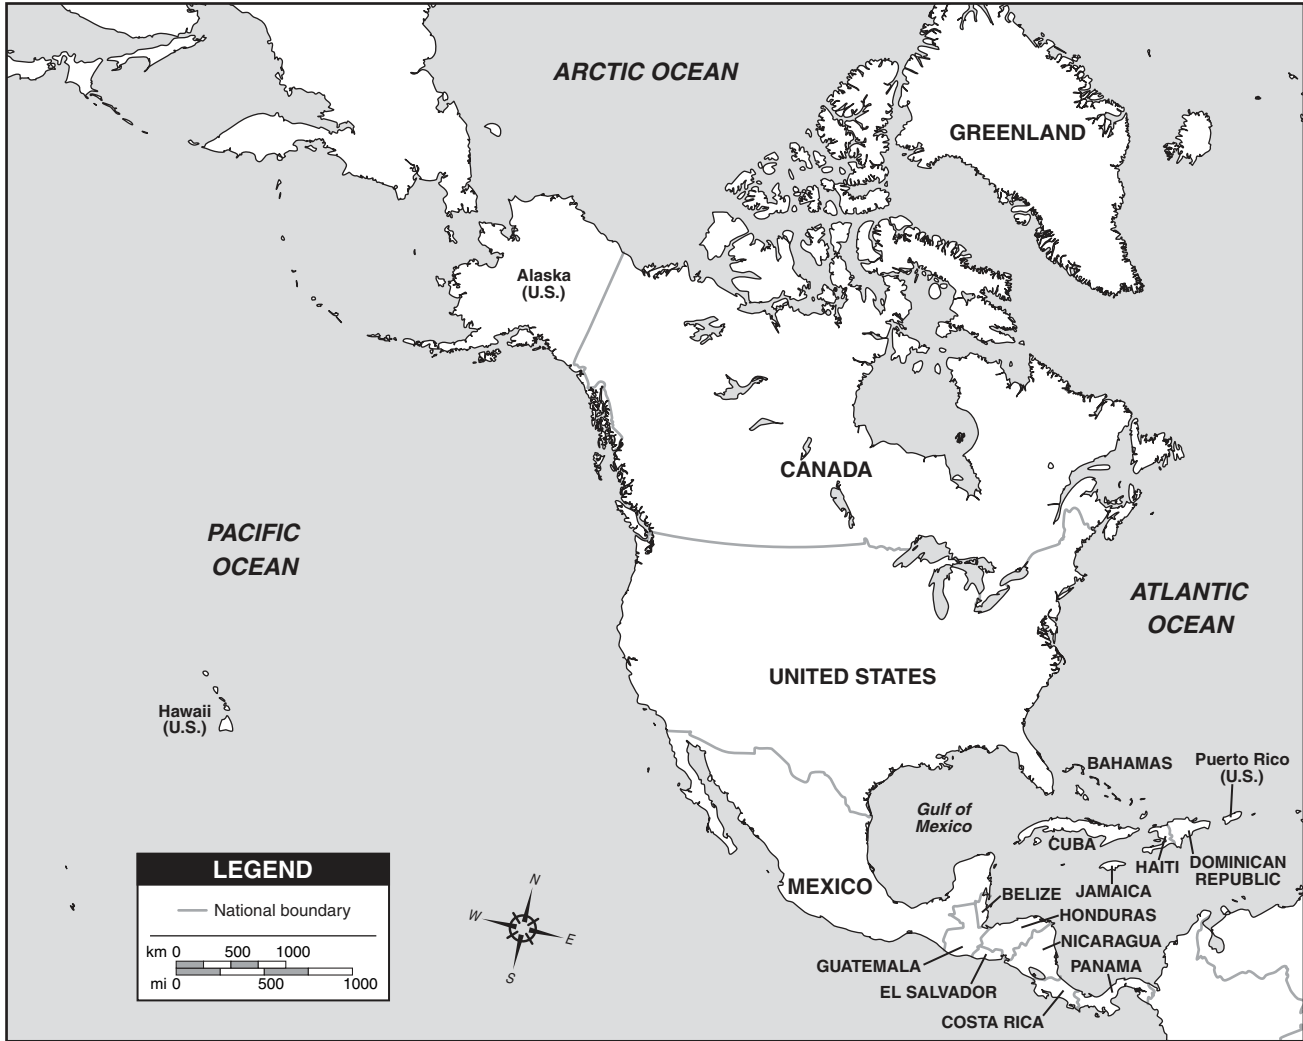 ARCTIC OCEAN
GREENLAND
Alaska
(U.S.)
CANADA
PACIFIC
OCEAN
ATLANTIC
OCEAN
UNITED STATES
Hawaii
(U.S.)
BAHAMAS
Puerto Rico
(U.S.)
Gulf of
Mexico
CUBA
HAITI
DOMINICAN
REPUBLIC
JAMAICA
MEXICO
BELIZE
HONDURAS
NICARAGUA
GUATEMALA
PANAMA
EL SALVADOR
COSTA RICA
LEGEND
National boundary
km 0 500 1000
mi 0 500 1000
N
W
E
S